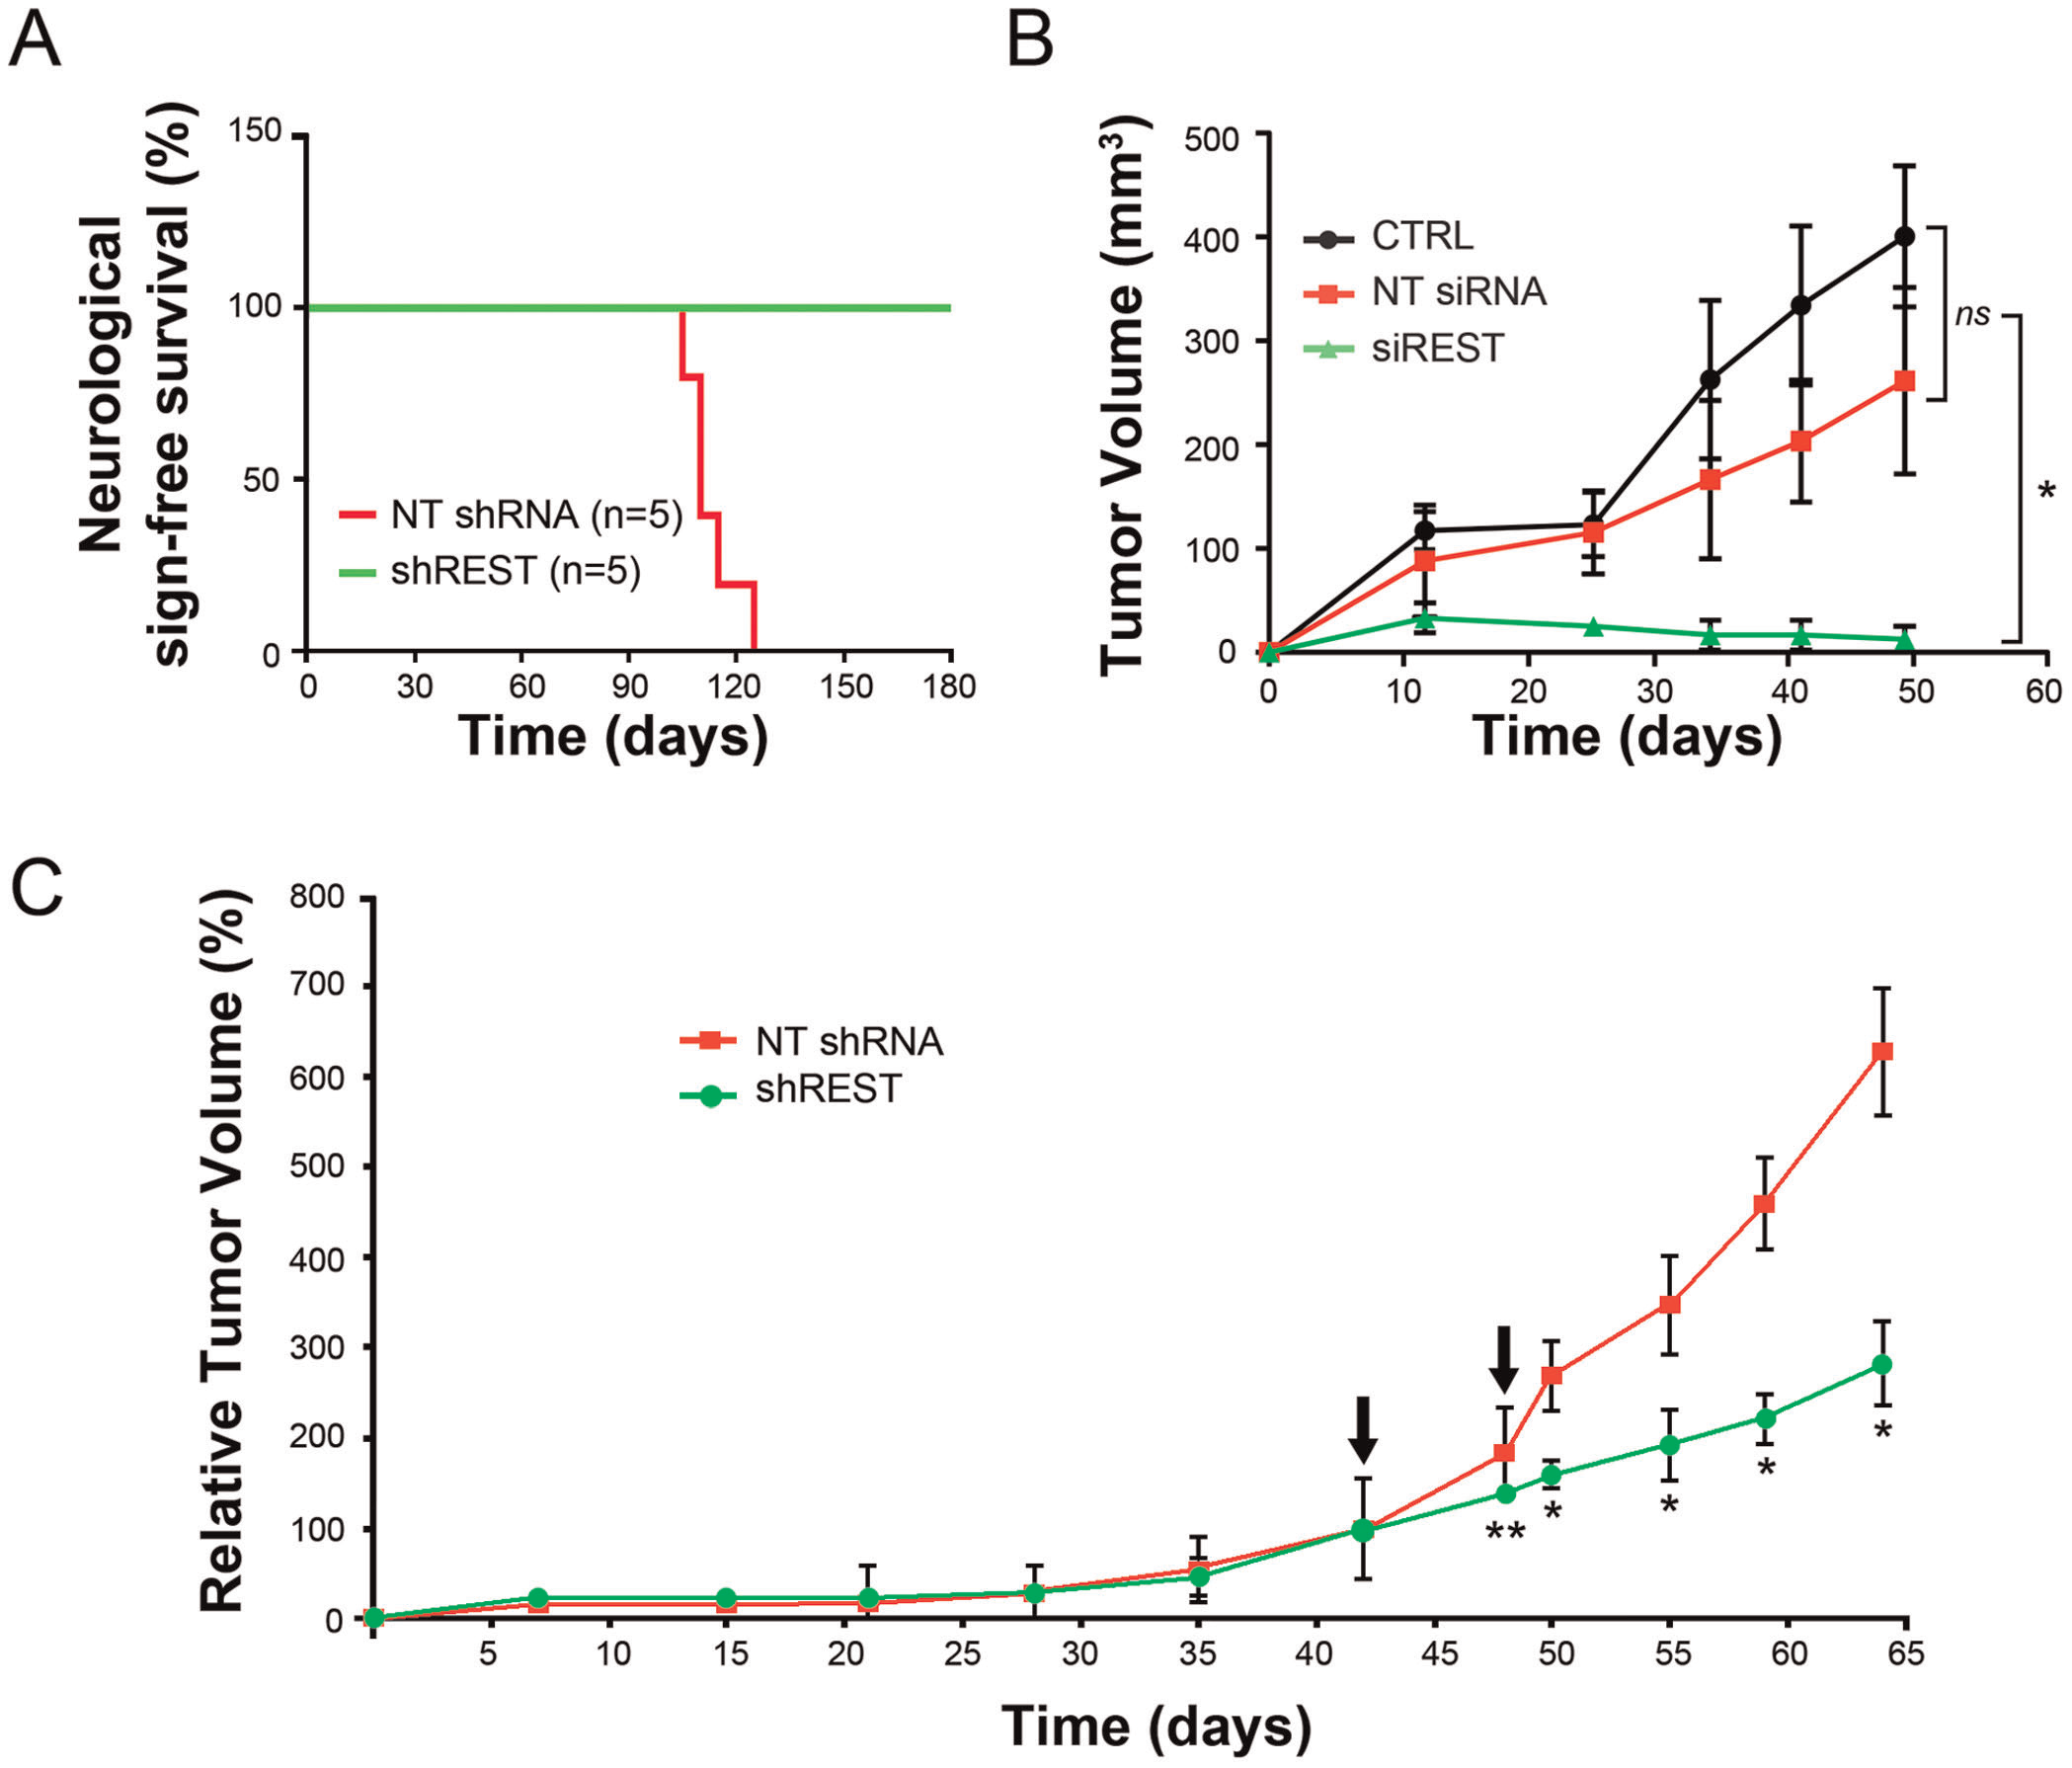 A
Neurological
sign-free survival (%)
150
100
50
0
NT shRNA (n=5)
shREST (n=5)
0 30 60 90 120 150 180
Time (days)
B
Tumor Volume (mm³)
500
400
300
200
100
0
CTRL
NT siRNA
siREST
ns
*
0 10 20 30 40 50 60
Time (days)
C
Relative Tumor Volume (%)
800
700
600
500
400
300
200
100
0
NT shRNA
shREST
** * * * *
5 10 15 20 25 30 35 40 45 50 55 60 65
Time (days)